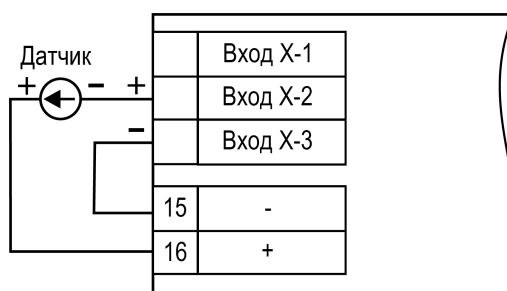 Датчик
+ – +
–
Вход X-1
Вход X-2
Вход X-3
15 -
16 +